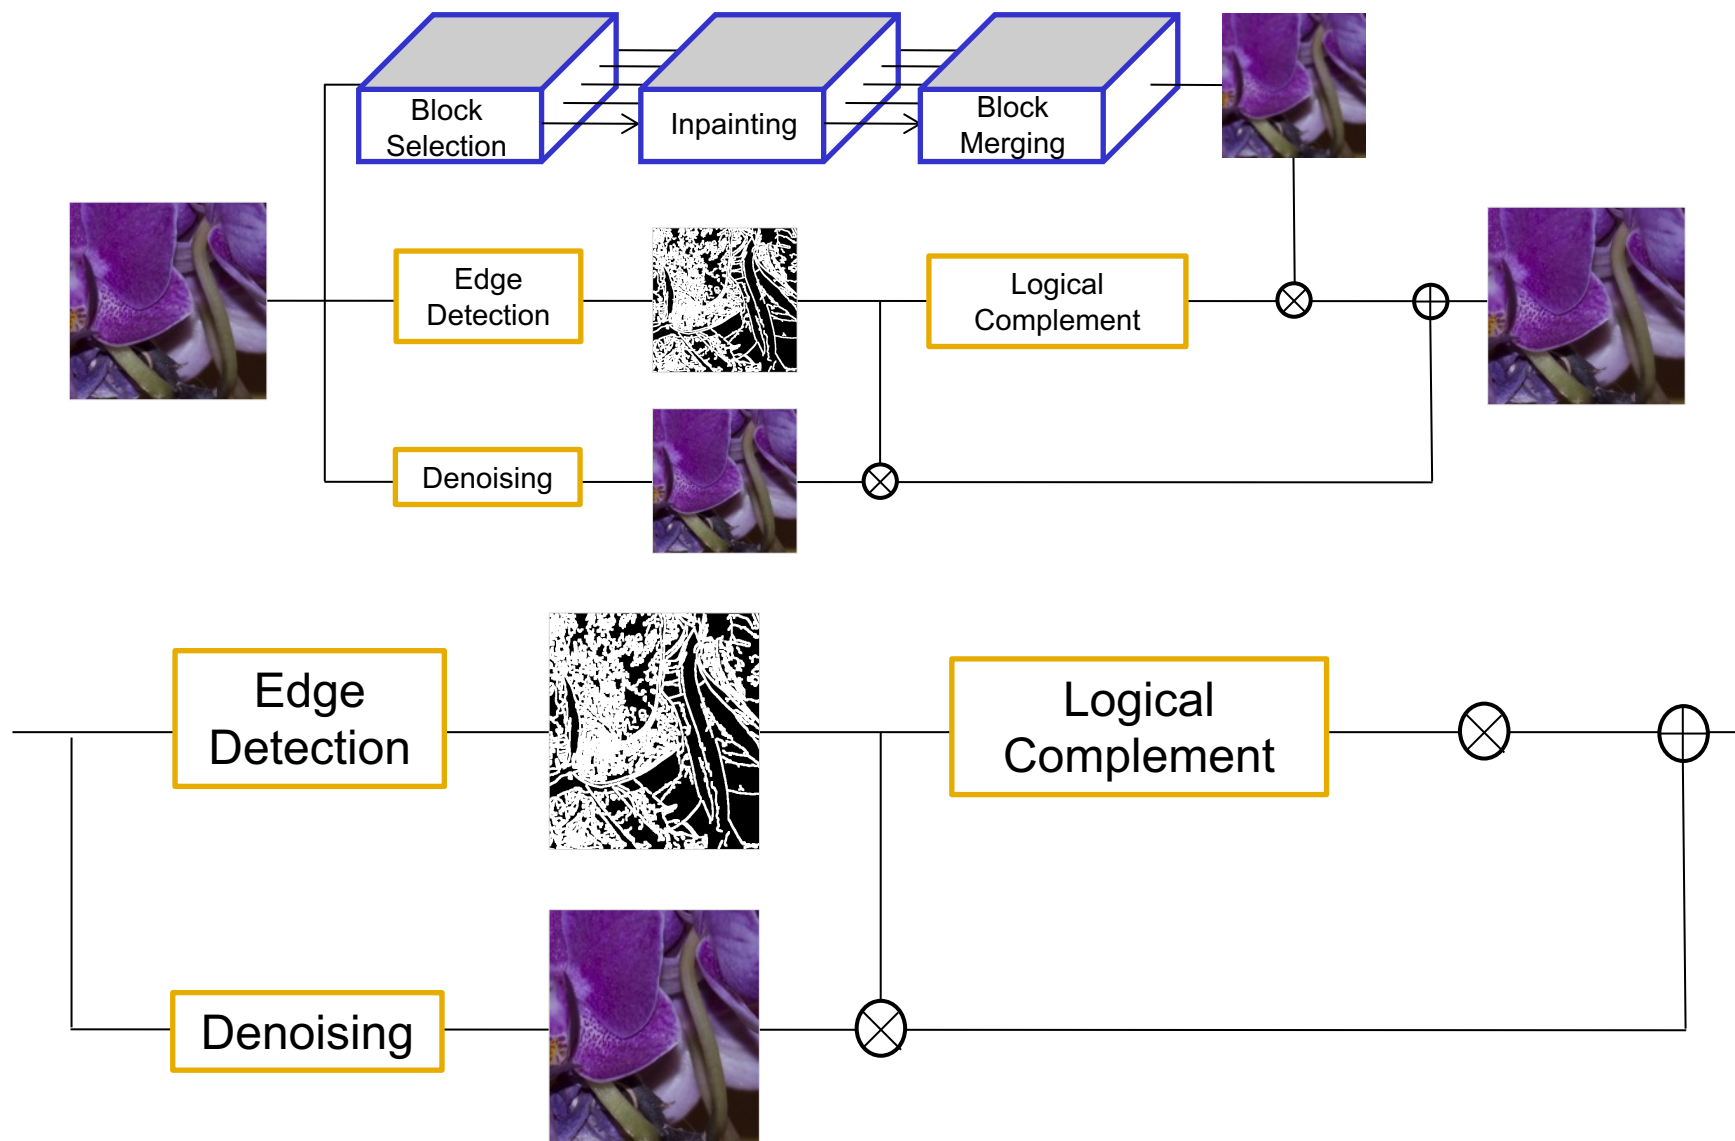 Block
Selection
Inpainting
Block
Merging
Edge
Detection
Logical
Complement
Denoising
Edge
Detection
Logical
Complement
Denoising